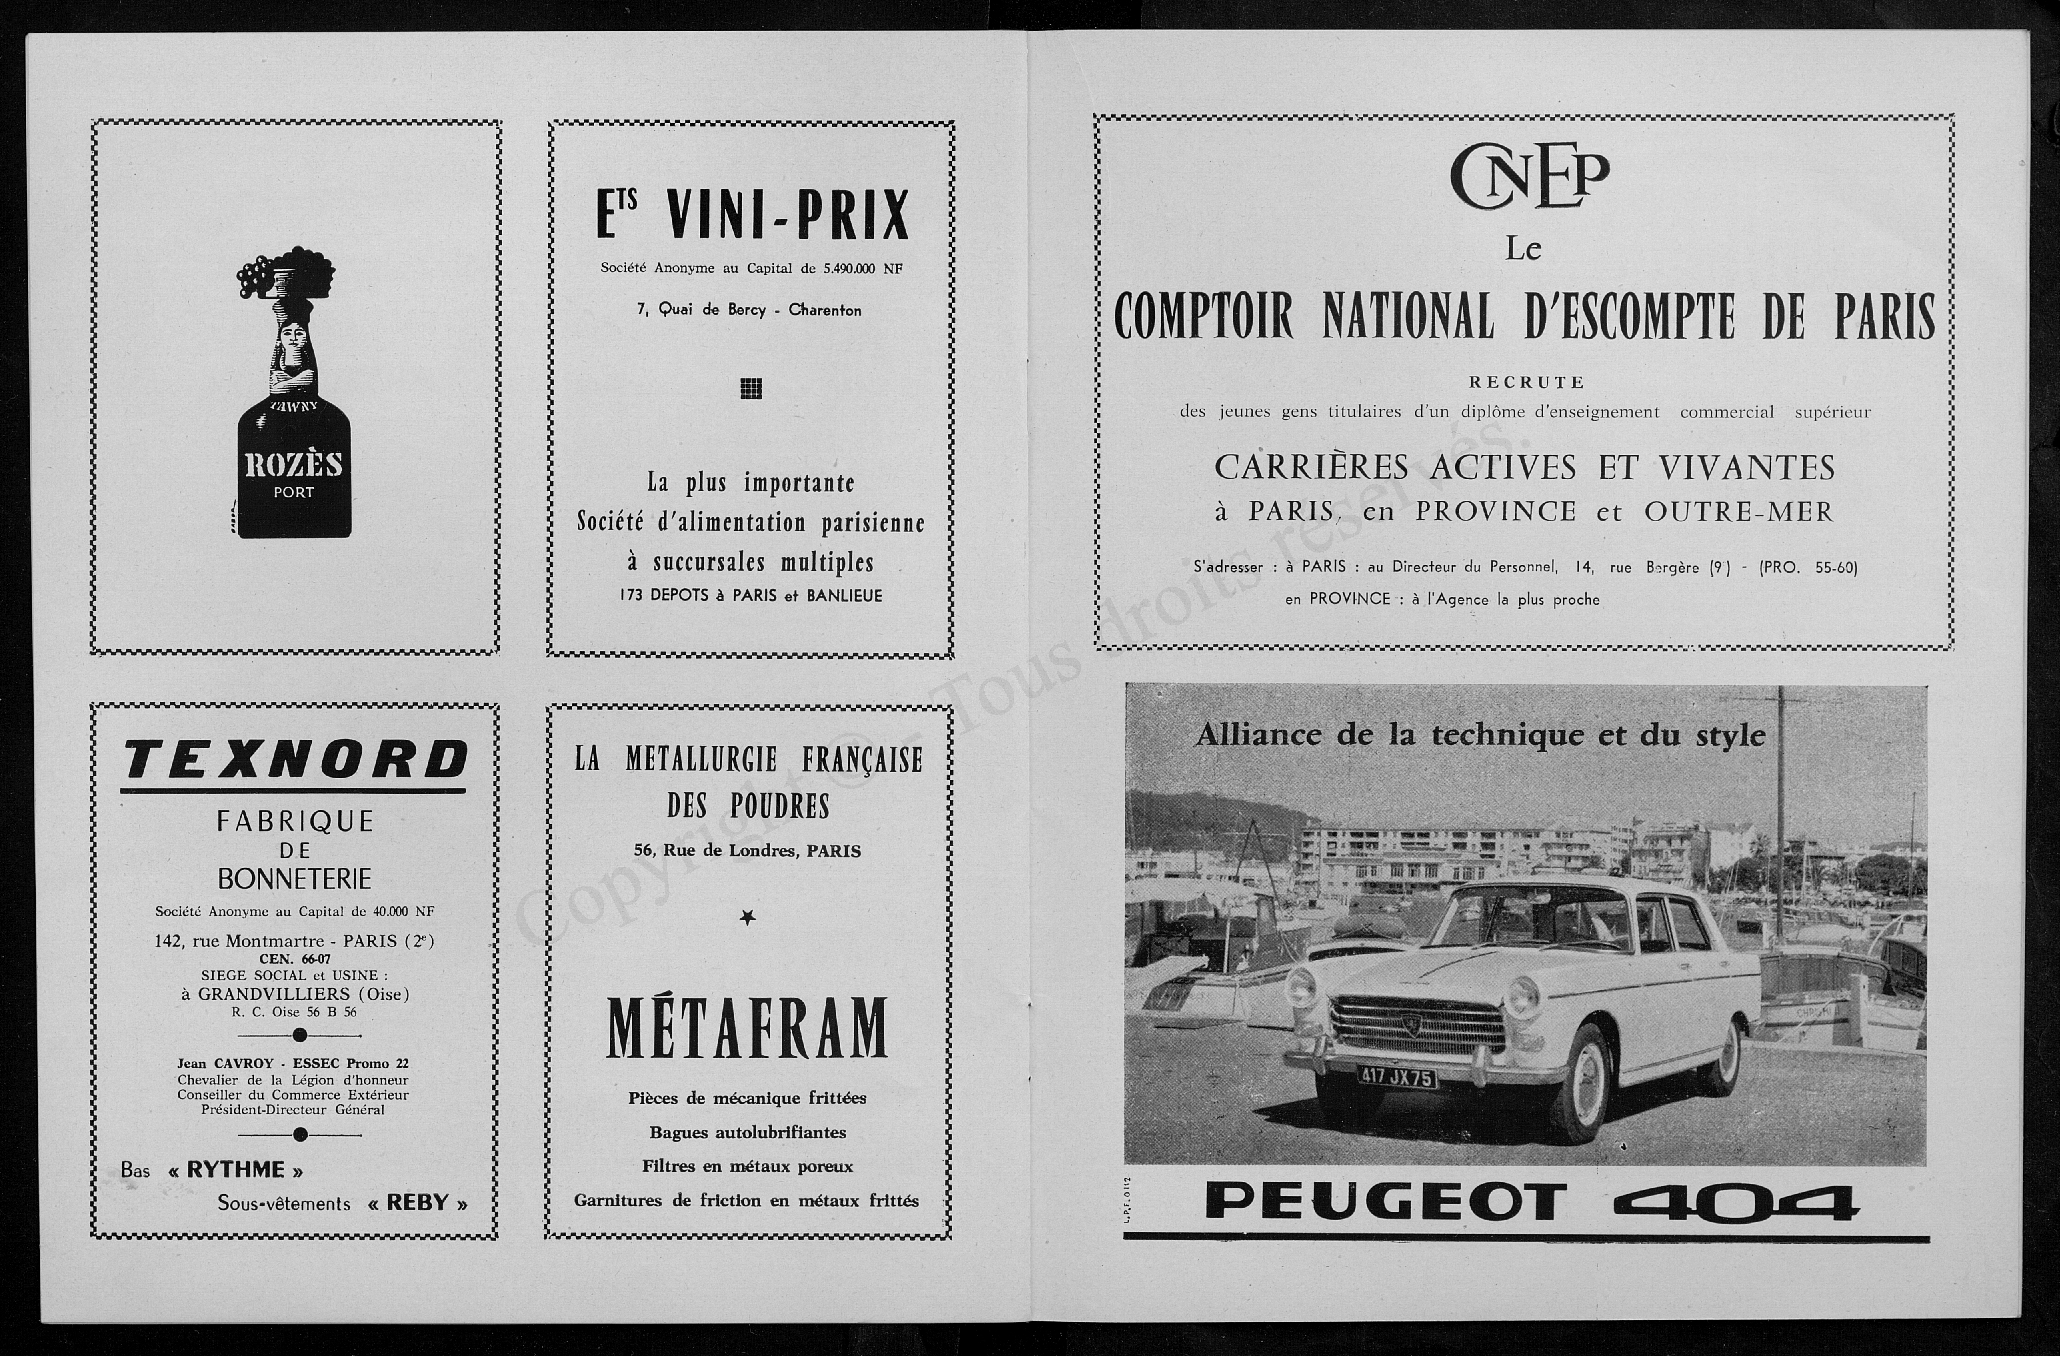 TAWNY
ROZÈS
PORT
ETS VINI-PRIX
Société Anonyme au Capital de 5.490.000 NF
7, Quai de Bercy - Charenton
La plus importante
Société d'alimentation parisienne
à succursales multiples
173 DEPOTS à PARIS et BANLIEUE
TEXNORD
FABRIQUE
DE
BONNETERIE
Société Anonyme au Capital de 40.000 NF
142, rue Montmartre - PARIS (2e)
CEN. 66-07
SIEGE SOCIAL et USINE :
à GRANDVILLIERS (Oise)
R. C. Oise 56 B 56
Jean CAVROY - ESSEC Promo 22
Chevalier de la Légion d'honneur
Conseiller du Commerce Extérieur
Président-Directeur Général
Bas « RYTHME »
Sous-vêtements « REBY »
LA METALLURGIE FRANÇAISE
DES POUDRES
56, Rue de Londres, PARIS
MÉTAFRAM
Pièces de mécanique frittées
Bagues autolubrifiantes
Filtres en métaux poreux
Garnitures de friction en métaux frittés
CNEP
Le
COMPTOIR NATIONAL D'ESCOMPTE DE PARIS
RECRUTE
des jeunes gens titulaires d'un diplôme d'enseignement commercial supérieur
CARRIÈRES ACTIVES ET VIVANTES
à PARIS, en PROVINCE et OUTRE-MER
S'adresser : à PARIS : au Directeur du Personnel, 14, rue Bergère (9') - (PRO. 55-60)
en PROVINCE : à l'Agence la plus proche
Alliance de la technique et du style
417 JX 75
PEUGEOT 404
Copyright © - Tous droits réservés.